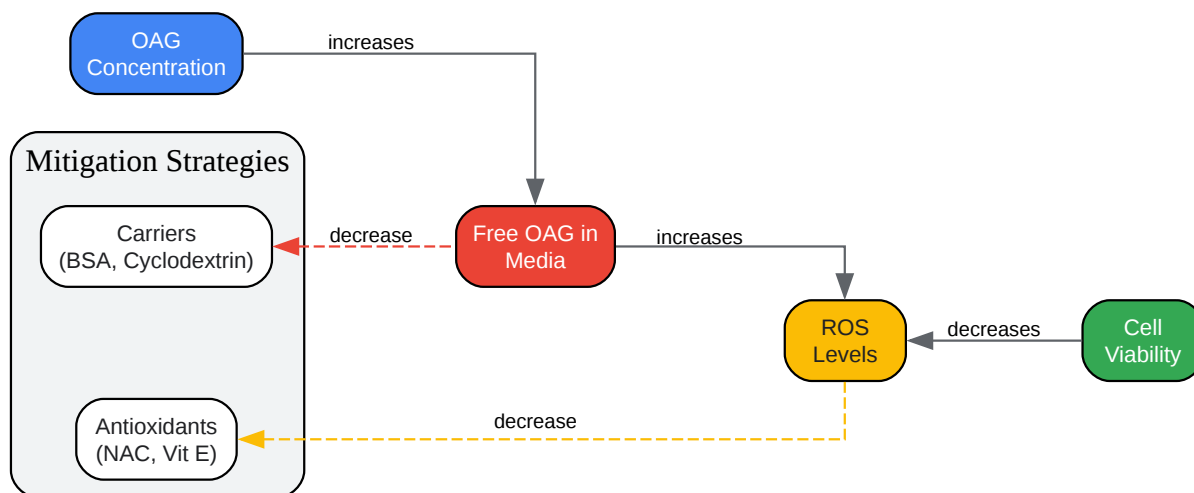 OAG
Concentration
increases
Mitigation Strategies
Carriers
(BSA, Cyclodextrin)
decrease
Free OAG in
Media
increases
ROS
Levels
decreases
Cell
Viability
Antioxidants
(NAC, Vit E)
decrease